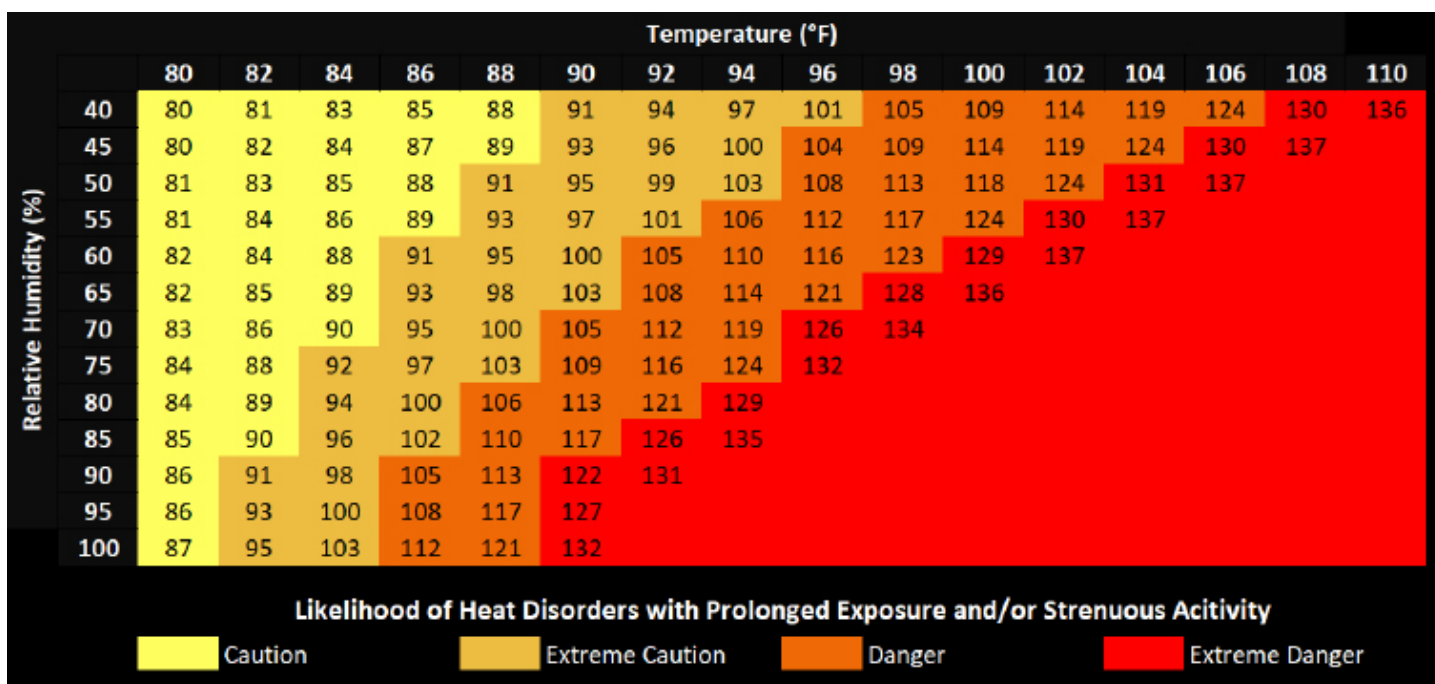 Temperature (°F)
80 82 84 86 88 90 92 94 96 98 100 102 104 106 108 110
Relative Humidity (%)
40 80 81 83 85 88 91 94 97 101 105 109 114 119 124 130 136
45 80 82 84 87 89 93 96 100 104 109 114 119 124 130 137
50 81 83 85 88 91 95 99 103 108 113 118 124 131 137
55 81 84 86 89 93 97 101 106 112 117 124 130 137
60 82 84 88 91 95 100 105 110 116 123 129 137
65 82 85 89 93 98 103 108 114 121 128 136
70 83 86 90 95 100 105 112 119 126 134
75 84 88 92 97 103 109 116 124 132
80 84 89 94 100 106 113 121 129
85 85 90 96 102 110 117 126 135
90 86 91 98 105 113 122 131
95 86 93 100 108 117 127
100 87 95 103 112 121 132
Likelihood of Heat Disorders with Prolonged Exposure and/or Strenuous Acitivity
Caution Extreme Caution Danger Extreme Danger